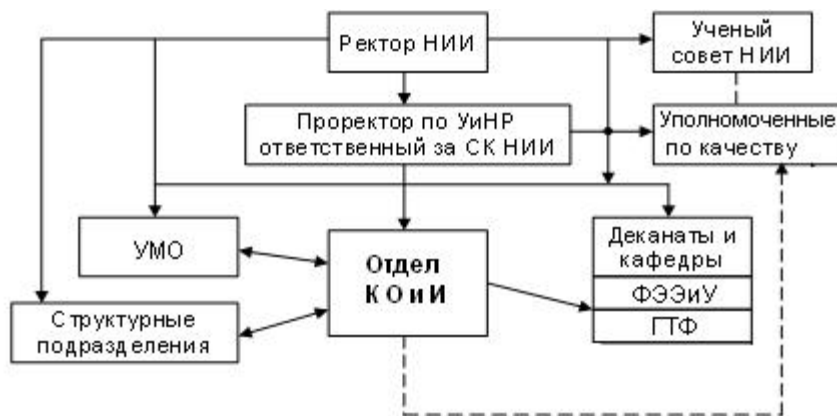 Ректор НИИ
Ученый
совет НИИ
Проректор по УиНР
ответственный за СК НИИ
Уполномоченные
по качеству
УМО
Отдел
К О и И
Деканаты и
кафедры
ФЭЭиУ
ГТФ
Структурные
подразделения